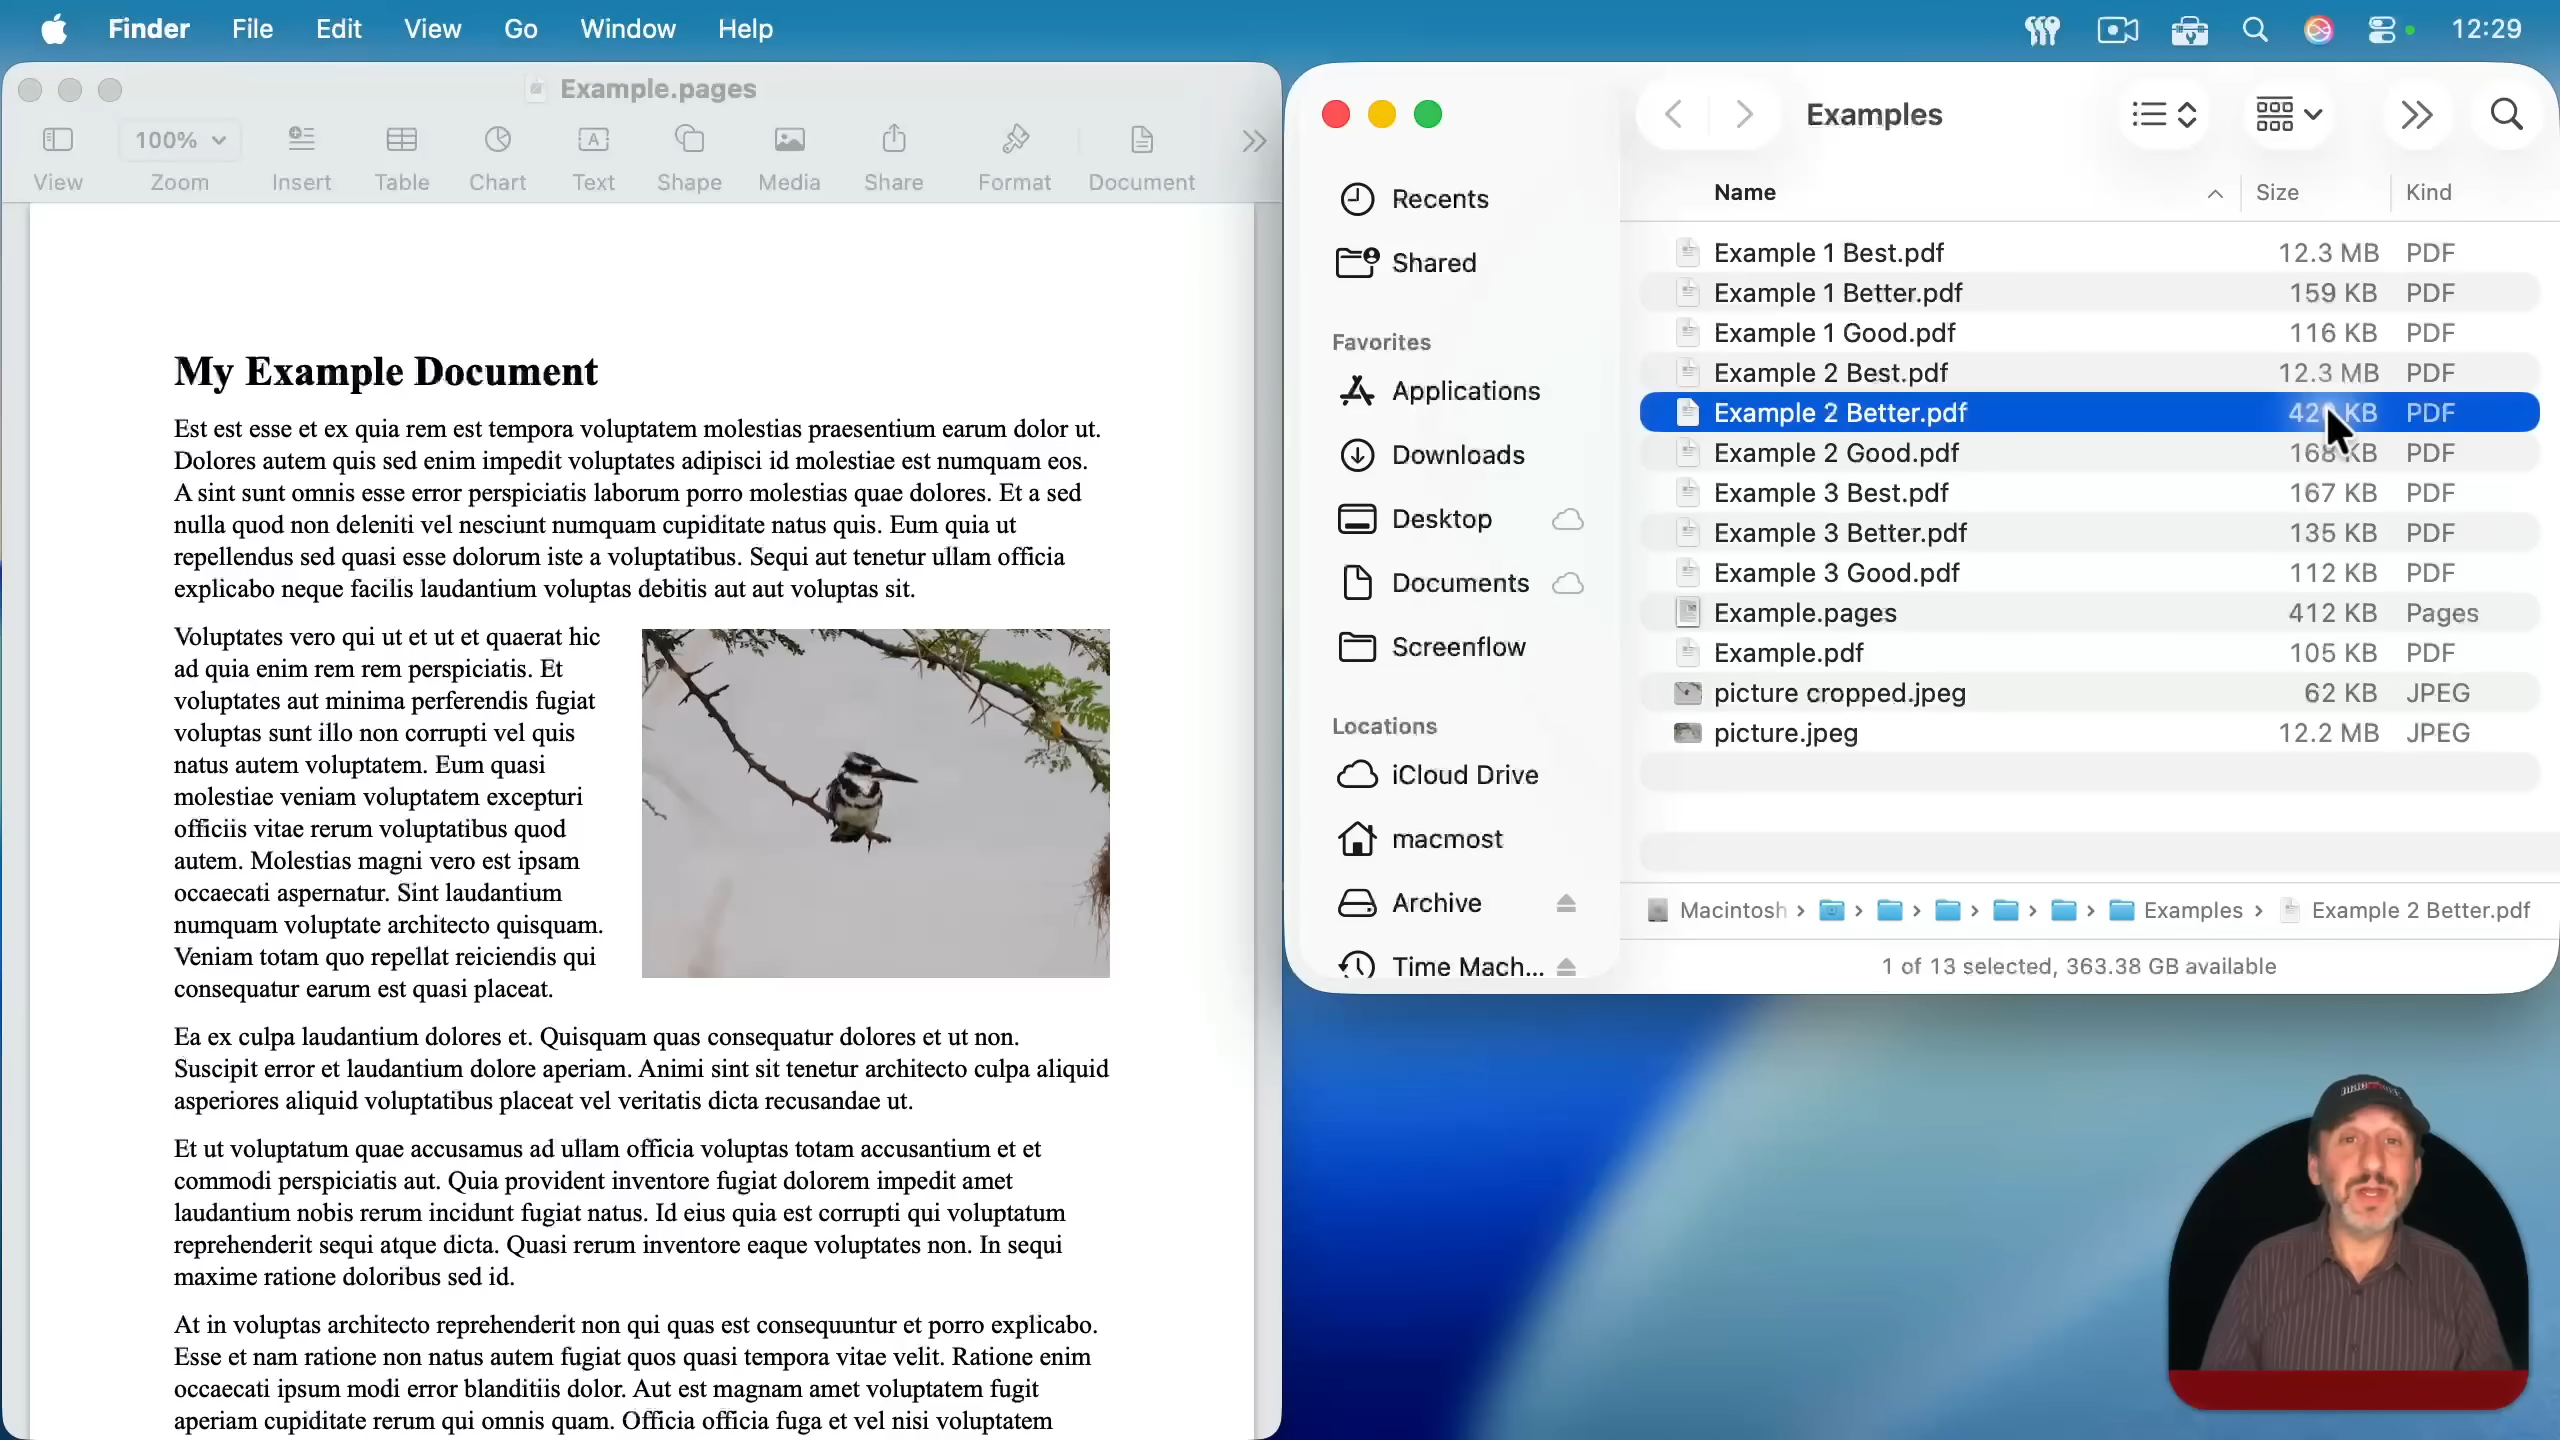 Finder File Edit View Go Window Help 12:29
Example.pages
100%
View Zoom Insert Table Chart Text Shape Media Share Format Document
My Example Document
Est est esse et ex quia rem est tempora voluptatem molestias praesentium earum dolor ut.
Dolores autem quis sed enim impedit voluptates adipisci id molestiae est numquam eos.
A sint sunt omnis esse error perspiciatis laborum porro molestias quae dolores. Et a sed
nulla quod non deleniti vel nesciunt numquam cupiditate natus quis. Eum quia ut
repellendus sed quasi esse dolorum iste a voluptatibus. Sequi aut tenetur ullam officia
explicabo neque facilis laudantium voluptas debitis aut aut voluptas sit.
Voluptates vero qui ut et ut et quaerat hic
ad quia enim rem rem perspiciatis. Et
voluptates aut minima perferendis fugiat
voluptas sunt illo non corrupti vel quis
natus autem voluptatem. Eum quasi
molestiae veniam voluptatem excepturi
officiis vitae rerum voluptatibus quod
autem. Molestias magni vero est ipsam
occaecati aspernatur. Sint laudantium
numquam voluptate architecto quisquam.
Veniam totam quo repellat reiciendis qui
consequatur earum est quasi placeat.
Ea ex culpa laudantium dolores et. Quisquam quas consequatur dolores et ut non.
Suscipit error et laudantium dolore aperiam. Animi sint sit tenetur architecto culpa aliquid
asperiores aliquid voluptatibus placeat vel veritatis dicta recusandae ut.
Et ut voluptatum quae accusamus ad ullam officia voluptas totam accusantium et et
commodi perspiciatis aut. Quia provident inventore fugiat dolorem impedit amet
laudantium nobis rerum incidunt fugiat natus. Id eius quia est corrupti qui voluptatum
reprehenderit sequi atque dicta. Quasi rerum inventore eaque voluptates non. In sequi
maxime ratione doloribus sed id.
At in voluptas architecto reprehenderit non qui quas est consequuntur et porro explicabo.
Esse et nam ratione non natus autem fugiat quos quasi tempora vitae velit. Ratione enim
occaecati ipsum modi error blanditiis dolor. Aut est magnam amet voluptatem fugit
aperiam cupiditate rerum qui omnis quam. Officia officia fuga et vel nisi voluptatem
Recents
Shared
Favorites
Applications
Downloads
Desktop
Documents
Screenflow
Locations
iCloud Drive
macmost
Archive
Time Mach...
Examples
Name Size Kind
Example 1 Best.pdf 12.3 MB PDF
Example 1 Better.pdf 159 KB PDF
Example 1 Good.pdf 116 KB PDF
Example 2 Best.pdf 12.3 MB PDF
Example 2 Better.pdf KB PDF
Example 2 Good.pdf 168 KB PDF
Example 3 Best.pdf 167 KB PDF
Example 3 Better.pdf 135 KB PDF
Example 3 Good.pdf 112 KB PDF
Example.pages 412 KB Pages
Example.pdf 105 KB PDF
picture cropped.jpeg 62 KB JPEG
picture.jpeg 12.2 MB JPEG
Macintosh Examples Example 2 Better.pdf
1 of 13 selected, 363.38 GB available